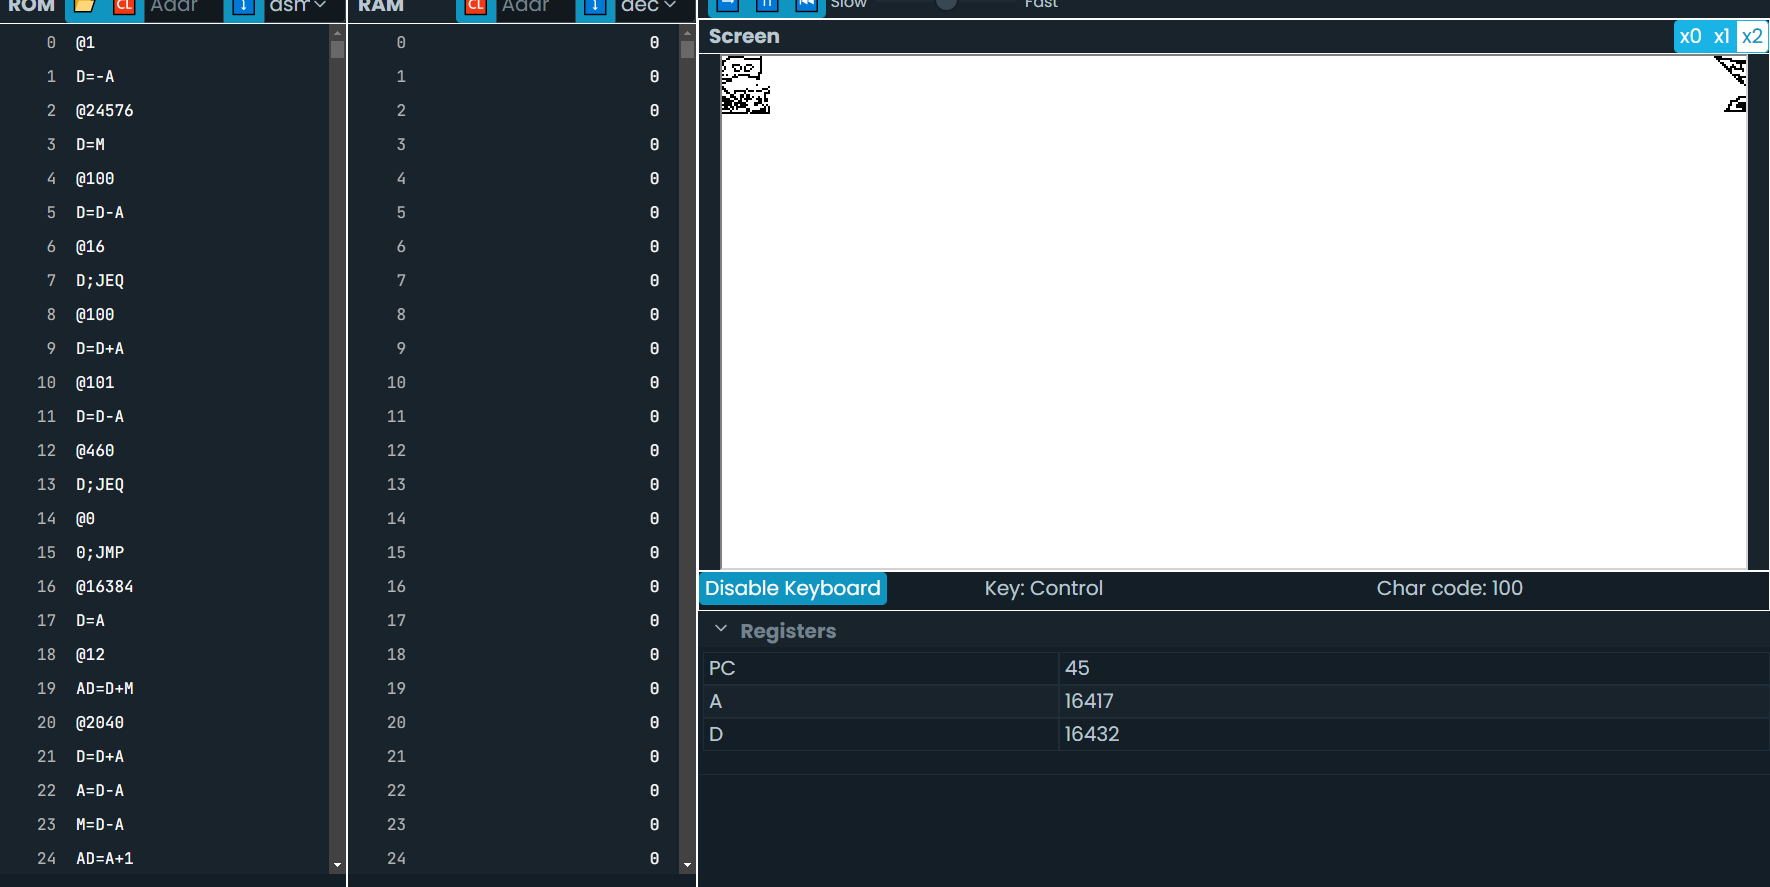 ROM CL Addr asm RAM CL Addr dec Slow Fast
Screen x0 x1 x2
0 @1 0 0
1 D=-A 1 0
2 @24576 2 0
3 D=M 3 0
4 @100 4 0
5 D=D-A 5 0
6 @16 6 0
7 D;JEQ 7 0
8 @100 8 0
9 D=D+A 9 0
10 @101 10 0
11 D=D-A 11 0
12 @460 12 0
13 D;JEQ 13 0
14 @0 14 0
15 0;JMP 15 0
16 @16384 16 0
17 D=A 17 0
18 @12 18 0
19 AD=D+M 19 0
20 @2040 20 0
21 D=D+A 21 0
22 A=D-A 22 0
23 M=D-A 23 0
24 AD=A+1 24 0
Disable Keyboard Key: Control Char code: 100
Registers
PC 45
A 16417
D 16432